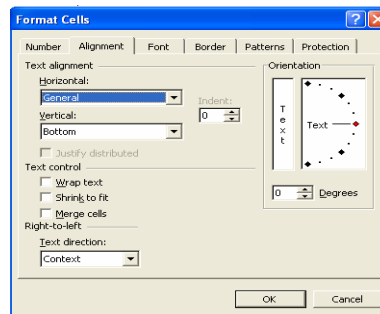 Format Cells
Number Alignment Font Border Patterns Protection
Text alignment
Orientation
Horizontal:
General
Indent:
Vertical:
0
Bottom
Justify distributed
Text
Text
Text control
Wrap text
Shrink to fit
Merge cells
0 Degrees
Right-to-left
Text direction:
Context
OK Cancel